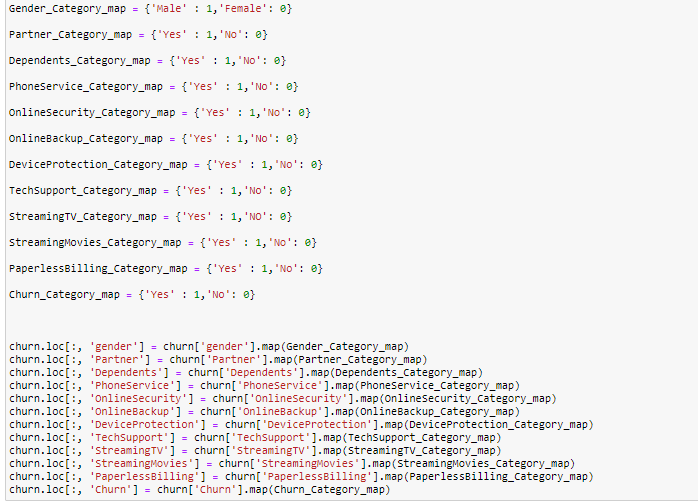 Gender_Category_map = {'Male' : 1,'Female': 0}
Partner_Category_map = {'Yes' : 1,'No': 0}
Dependents_Category_map = {'Yes' : 1,'No': 0}
PhoneService_Category_map = {'Yes' : 1,'No': 0}
OnlineSecurity_Category_map = {'Yes' : 1,'No': 0}
OnlineBackup_Category_map = {'Yes' : 1,'No': 0}
DeviceProtection_Category_map = {'Yes' : 1,'No': 0}
TechSupport_Category_map = {'Yes' : 1,'No': 0}
StreamingTV_Category_map = {'Yes' : 1,'No': 0}
StreamingMovies_Category_map = {'Yes' : 1,'No': 0}
PaperlessBilling_Category_map = {'Yes' : 1,'No': 0}
Churn_Category_map = {'Yes' : 1,'No': 0}
churn.loc[:, 'gender'] = churn['gender'].map(Gender_Category_map)
churn.loc[:, 'Partner'] = churn['Partner'].map(Partner_Category_map)
churn.loc[:, 'Dependents'] = churn['Dependents'].map(Dependents_Category_map)
churn.loc[:, 'PhoneService'] = churn['PhoneService'].map(PhoneService_Category_map)
churn.loc[:, 'OnlineSecurity'] = churn['OnlineSecurity'].map(OnlineSecurity_Category_map)
churn.loc[:, 'OnlineBackup'] = churn['OnlineBackup'].map(OnlineBackup_Category_map)
churn.loc[:, 'DeviceProtection'] = churn['DeviceProtection'].map(DeviceProtection_Category_map)
churn.loc[:, 'TechSupport'] = churn['TechSupport'].map(TechSupport_Category_map)
churn.loc[:, 'StreamingTV'] = churn['StreamingTV'].map(StreamingTV_Category_map)
churn.loc[:, 'StreamingMovies'] = churn['StreamingMovies'].map(StreamingMovies_Category_map)
churn.loc[:, 'PaperlessBilling'] = churn['PaperlessBilling'].map(PaperlessBilling_Category_map)
churn.loc[:, 'Churn'] = churn['Churn'].map(Churn_Category_map)